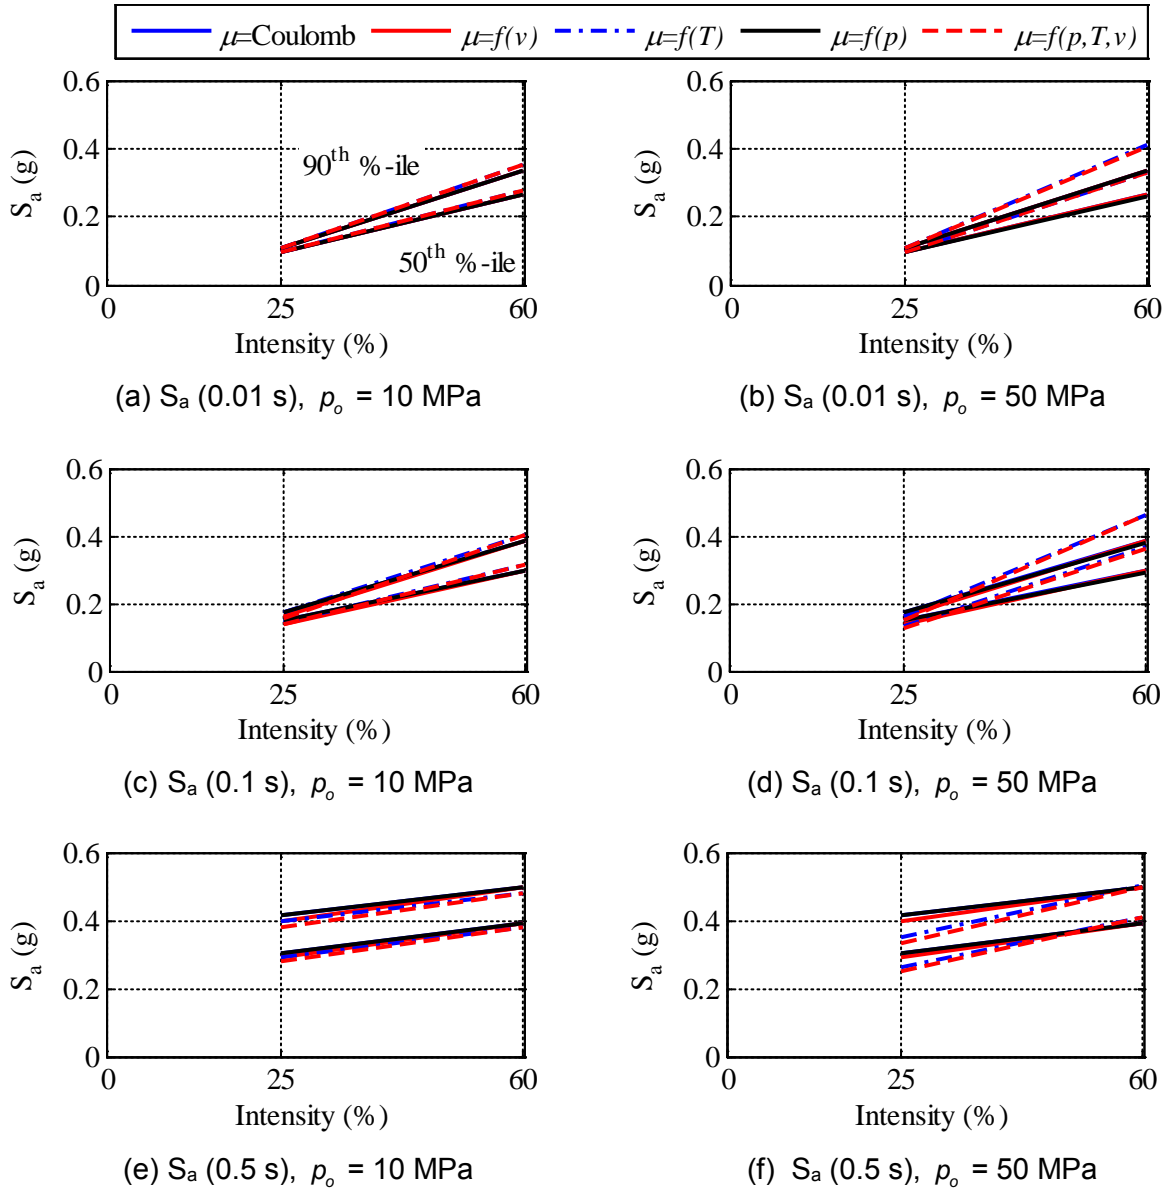 μ=Coulomb μ=f(v) μ=f(T) μ=f(p) μ=f(p,T,v)
0.6 0.6
0.4 0.4
90th %-ile
Sa (g) Sa (g)
0.2 0.2
50th %-ile
0 0
0 25 60 0 25 60
Intensity (%) Intensity (%)
(a) Sa (0.01 s), po = 10 MPa (b) Sa (0.01 s), po = 50 MPa
0.6 0.6
0.4 0.4
Sa (g) Sa (g)
0.2 0.2
0 0
0 25 60 0 25 60
Intensity (%) Intensity (%)
(c) Sa (0.1 s), po = 10 MPa (d) Sa (0.1 s), po = 50 MPa
0.6 0.6
0.4 0.4
Sa (g) Sa (g)
0.2 0.2
0 0
0 25 60 0 25 60
Intensity (%) Intensity (%)
(e) Sa (0.5 s), po = 10 MPa (f) Sa (0.5 s), po = 50 MPa